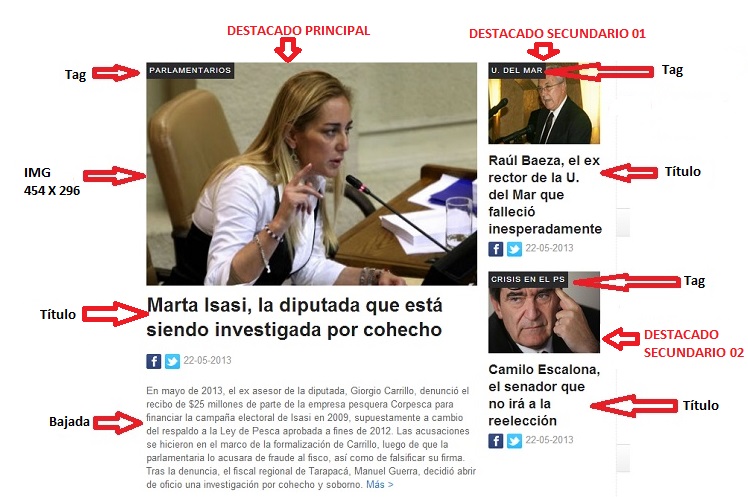 DESTACADO PRINCIPAL
DESTACADO SECUNDARIO 01
Tag
PARLAMENTARIOS
U. DEL MAR
Tag
IMG
454 X 296
Raúl Baeza, el ex
rector de la U.
del Mar que
falleció
inesperadamente
Título
22-05-2013
CRISIS EN EL PS
Tag
Título
Marta Isasi, la diputada que está
siendo investigada por cohecho
DESTACADO
SECUNDARIO 02
22-05-2013
Camilo Escalona,
el senador que
no irá a la
reelección
Título
22-05-2013
Bajada
En mayo de 2013, el ex asesor de la diputada, Giorgio Carrillo, denunció el
recibo de $25 millones de parte de la empresa pesquera Corpesca para
financiar la campaña electoral de Isasi en 2009, supuestamente a cambio
del respaldo a la Ley de Pesca aprobada a fines de 2012. Las acusaciones
se hicieron en el marco de la formalización de Carrillo, luego de que la
parlamentaria lo acusara de fraude al fisco, así como de falsificar su firma.
Tras la denuncia, el fiscal regional de Tarapacá, Manuel Guerra, decidió abrir
de oficio una investigación por cohecho y soborno. Más >